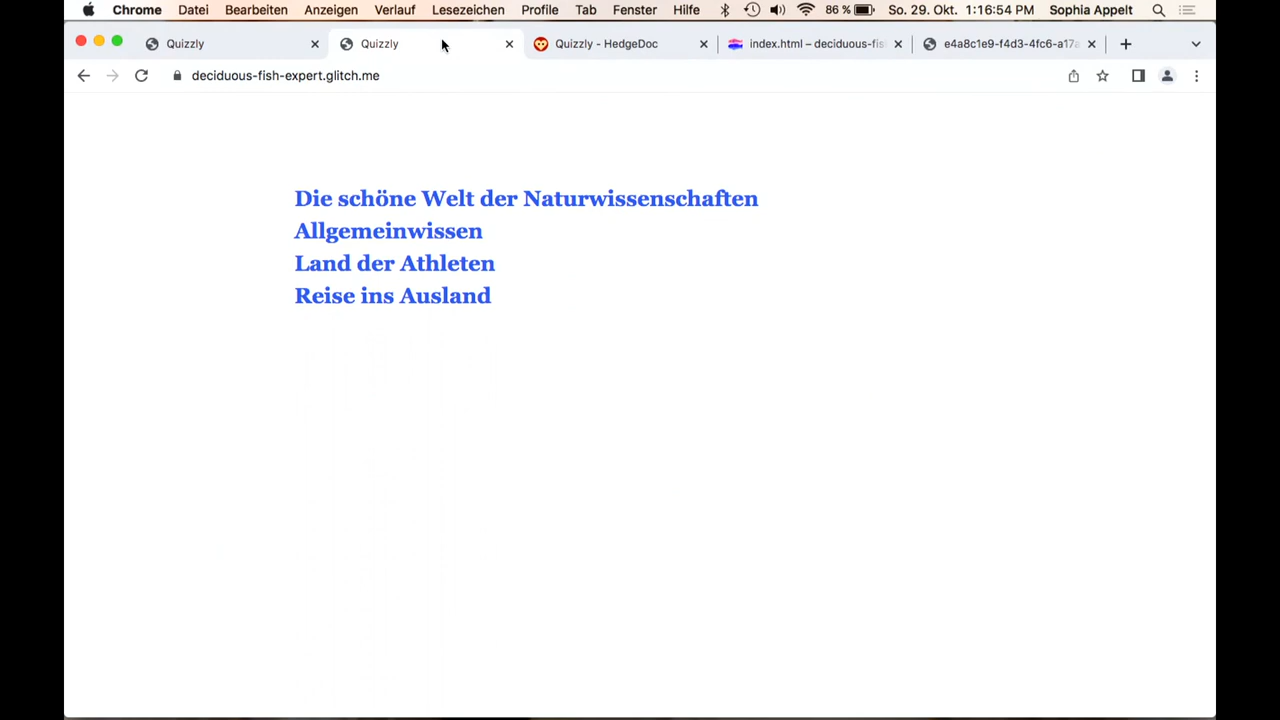 Chrome Datei Bearbeiten Anzeigen Verlauf Lesezeichen Profile Tab Fenster Hilfe 86 % So. 29. Okt. 1:16:54 PM Sophia Appelt
Quizzly Quizzly Quizzly - HedgeDoc index.html – deciduous-fis e4a8c1e9-f4d3-4fc6-a17a
deciduous-fish-expert.glitch.me
Die schöne Welt der Naturwissenschaften
Allgemeinwissen
Land der Athleten
Reise ins Ausland